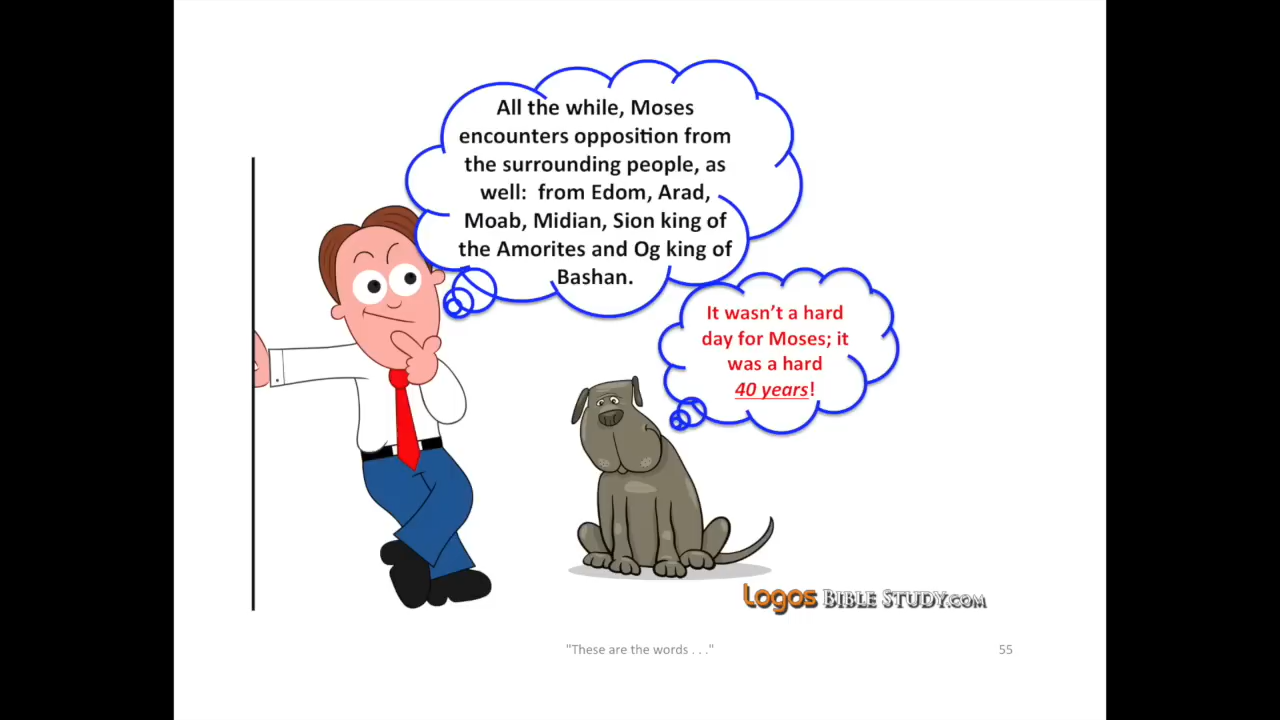 All the while, Moses
encounters opposition from
the surrounding people, as
well:  from Edom, Arad,
Moab, Midian, Sion king of
the Amorites and Og king of
Bashan.
It wasn't a hard
day for Moses; it
was a hard
40 years!
Logos BIBLE STUDY.COM
"These are the words . . ."
55